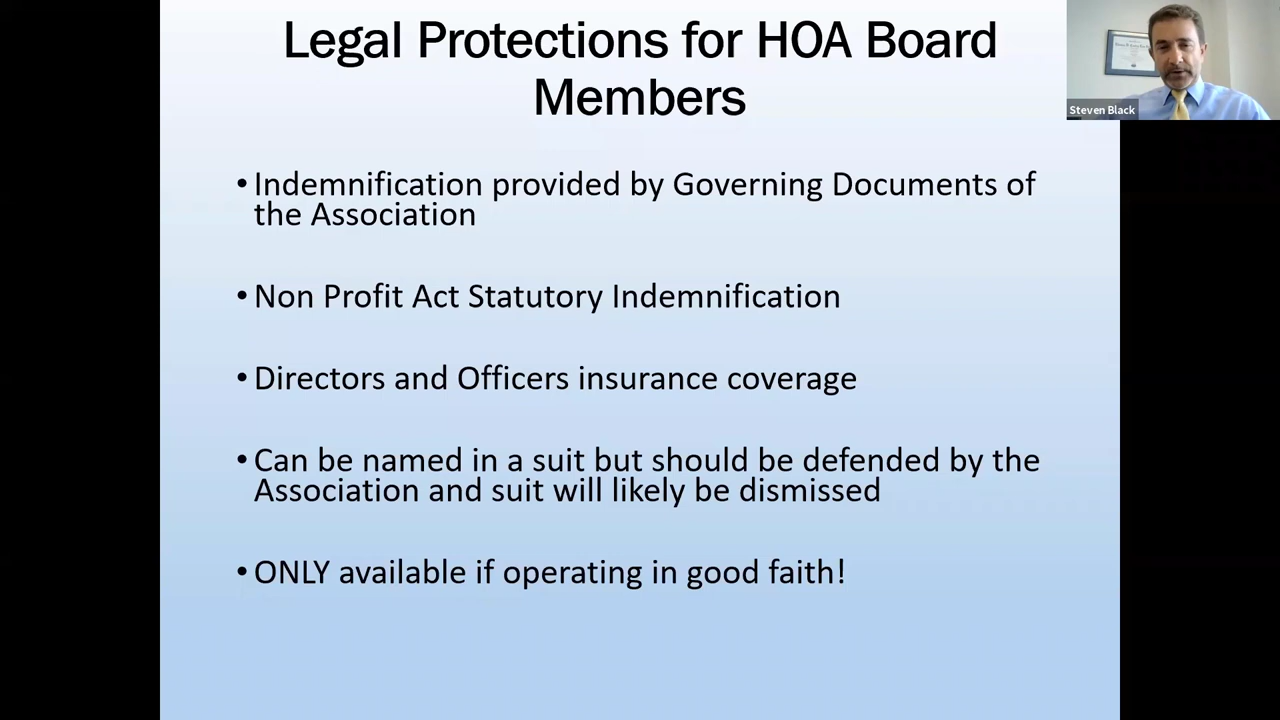 Legal Protections for HOA Board
Members
Steven Black
• Indemnification provided by Governing Documents of
the Association
• Non Profit Act Statutory Indemnification
• Directors and Officers insurance coverage
• Can be named in a suit but should be defended by the
Association and suit will likely be dismissed
• ONLY available if operating in good faith!